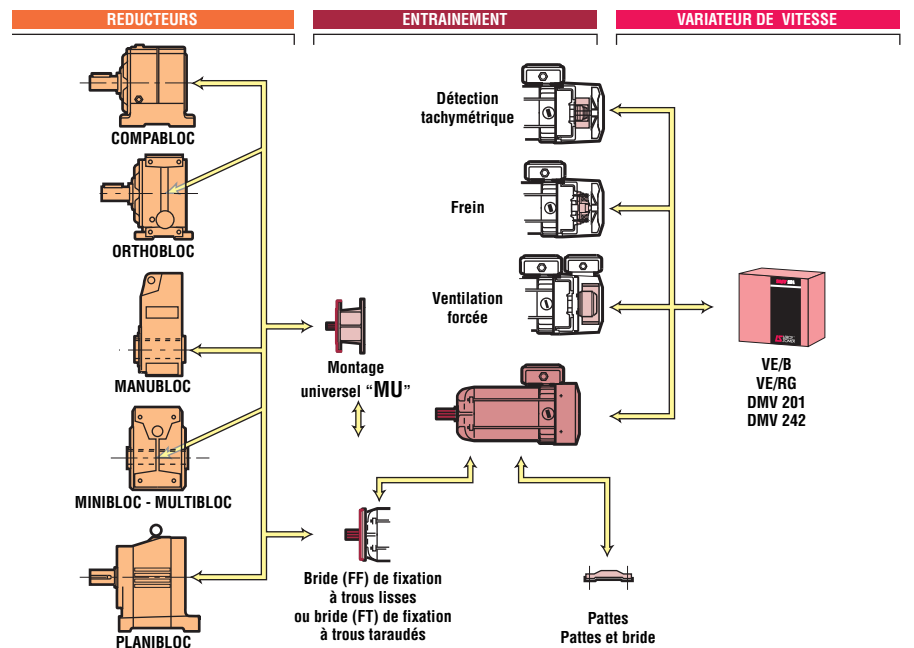 REDUCTEURS
ENTRAINEMENT
VARIATEUR DE VITESSE
COMPABLOC
ORTHOBLOC
MANUBLOC
MINIBLOC - MULTIBLOC
PLANIBLOC
Montage
universel “MU”
Détection
tachymétrique
Frein
Ventilation
forcée
Bride (FF) de fixation
à trous lisses
ou bride (FT) de fixation
à trous taraudés
Pattes
Pattes et bride
VE/B
VE/RG
DMV 201
DMV 242